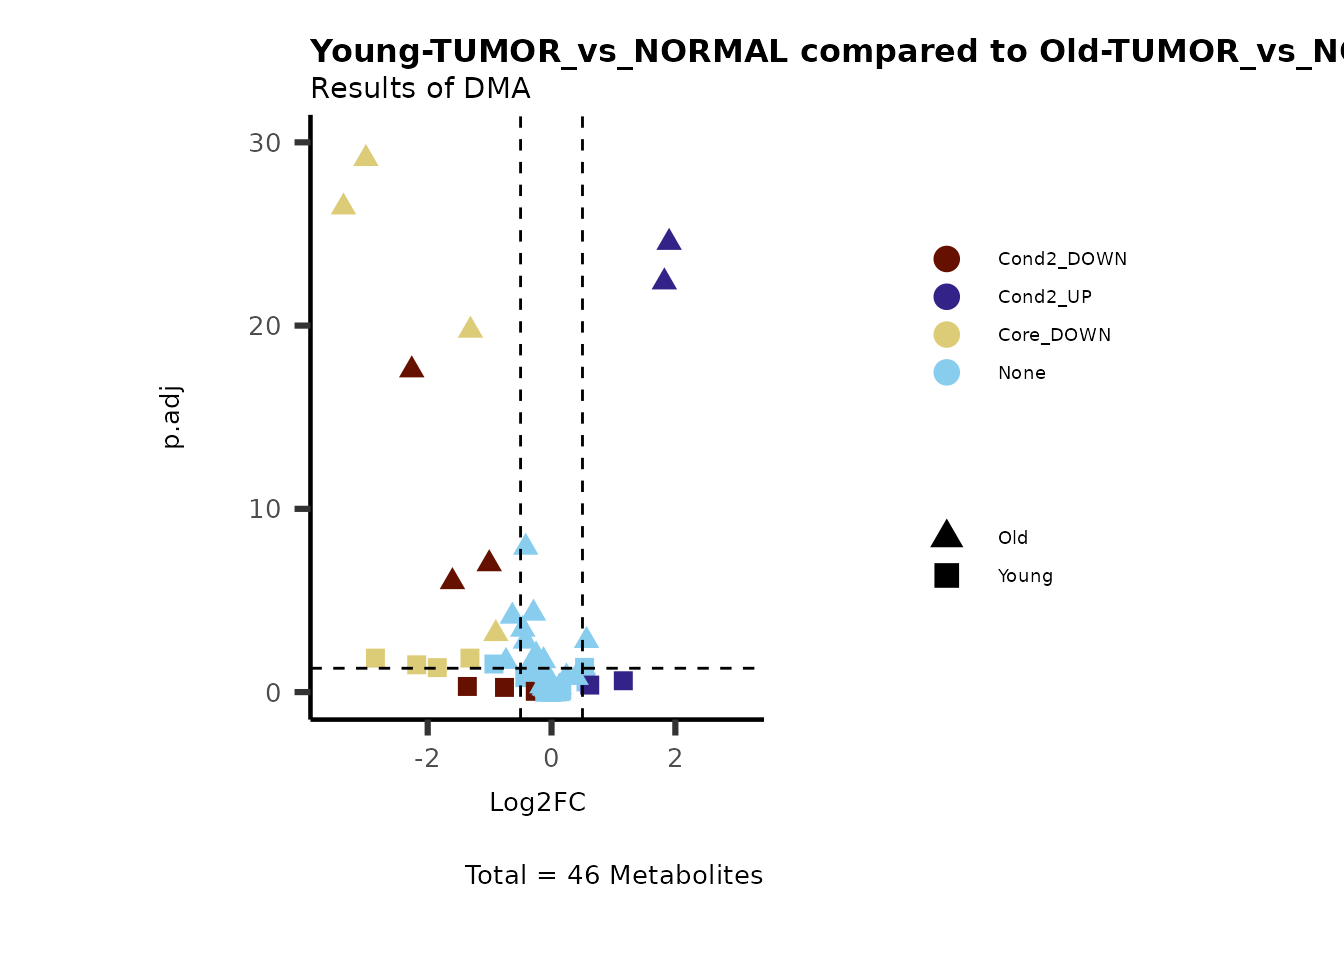 Young-TUMOR_vs_NORMAL compared to Old-TUMOR_vs_N
Results of DMA
30
20
10
0
p.adj
-2
0
2
Log2FC
Total = 46 Metabolites
Cond2_DOWN
Cond2_UP
Core_DOWN
None
Old
Young